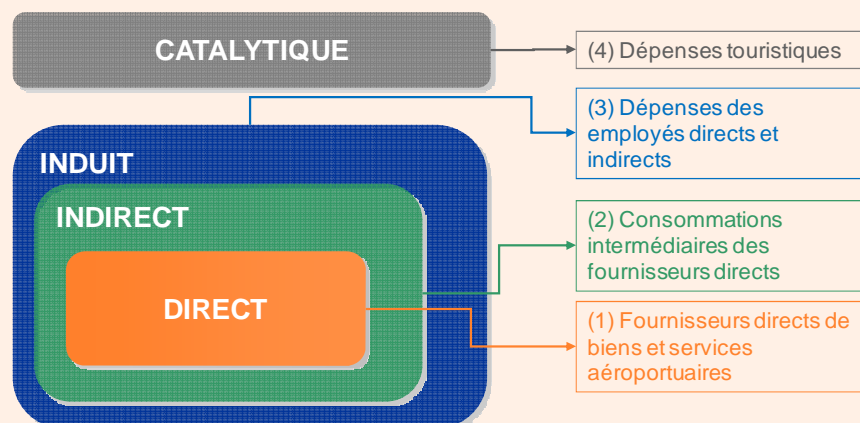 CATALYTIQUE
(4) Dépenses touristiques
(3) Dépenses des
employés directs et
indirects
INDUIT
INDIRECT
(2) Consommations
intermédiaires des
fournisseurs directs
DIRECT
(1) Fournisseurs directs de
biens et services
aéroportuaires